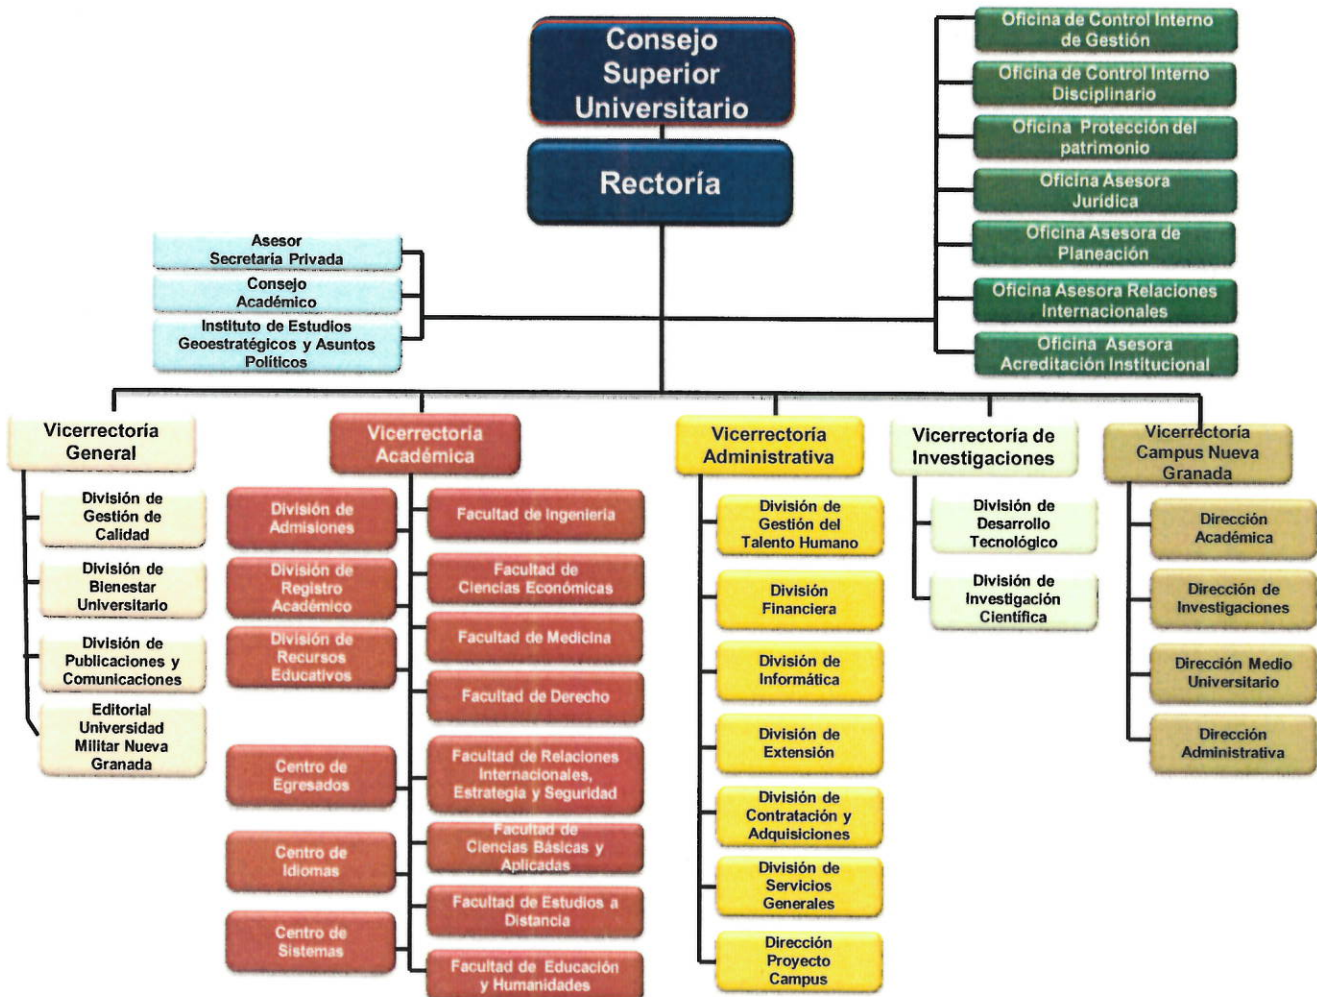 Consejo
Superior
Universitario
Rectoría
Oficina de Control Interno
de Gestión
Oficina de Control Interno
Disciplinario
Oficina Protección del
patrimonio
Oficina Asesora
Jurídica
Oficina Asesora de
Planeación
Oficina Asesora Relaciones
Internacionales
Oficina Asesora
Acreditación Institucional
Asesor
Secretaría Privada
Consejo
Académico
Instituto de Estudios
Geoestratégicos y Asuntos
Políticos
Vicerrectoría
General
División de
Gestión de
Calidad
División de
Bienestar
Universitario
División de
Publicaciones y
Comunicaciones
Editorial
Universidad
Militar Nueva
Granada
Vicerrectoría
Académica
División de
Admisiones
División de
Registro
Académico
División de
Recursos
Educativos
Centro de
Egresados
Centro de
Idiomas
Centro de
Sistemas
Facultad de Ingeniería
Facultad de
Ciencias Económicas
Facultad de Medicina
Facultad de Derecho
Facultad de Relaciones
Internacionales,
Estrategia y Seguridad
Facultad de
Ciencias Básicas y
Aplicadas
Facultad de Estudios a
Distancia
Facultad de Educación
y Humanidades
Vicerrectoría
Administrativa
División de
Gestión del
Talento Humano
División
Financiera
División de
Informática
División de
Extensión
División de
Contratación y
Adquisiciones
División de
Servicios
Generales
Dirección
Proyecto
Campus
Vicerrectoría de
Investigaciones
División de
Desarrollo
Tecnológico
División de
Investigación
Científica
Vicerrectoría
Campus Nueva
Granada
Dirección
Académica
Dirección de
Investigaciones
Dirección Medio
Universitario
Dirección
Administrativa